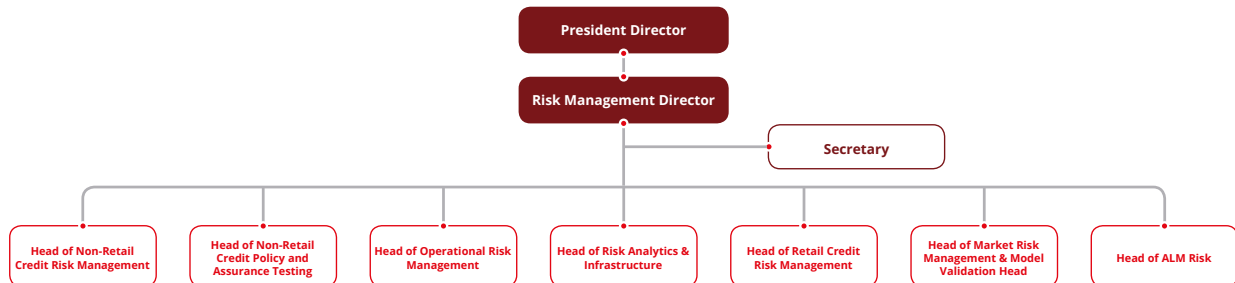 President Director
Risk Management Director
Secretary
Head of Non-Retail
Credit Risk Management
Head of Non-Retail
Credit Policy and
Assurance Testing
Head of Operational Risk
Management
Head of Risk Analytics &
Infrastructure
Head of Retail Credit
Risk Management
Head of Market Risk
Management & Model
Validation Head
Head of ALM Risk